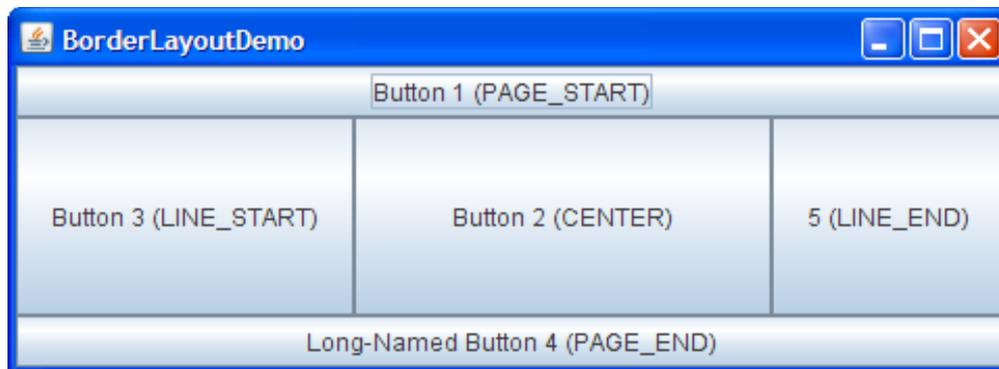 BorderLayoutDemo
Button 1 (PAGE_START)
Button 3 (LINE_START)
Button 2 (CENTER)
5 (LINE_END)
Long-Named Button 4 (PAGE_END)